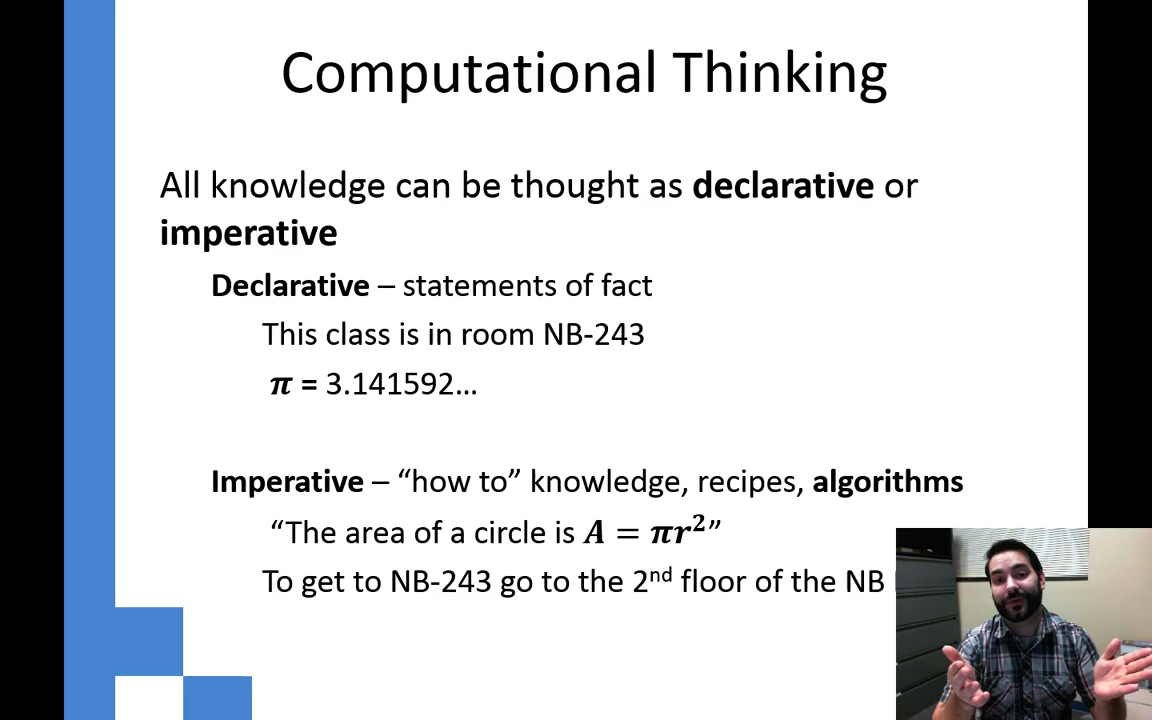 Computational Thinking
All knowledge can be thought as declarative or
imperative
Declarative – statements of fact
This class is in room NB-243
π = 3.141592…
Imperative – “how to” knowledge, recipes, algorithms
“The area of a circle is A = πr²”
To get to NB-243 go to the 2nd floor of the NB